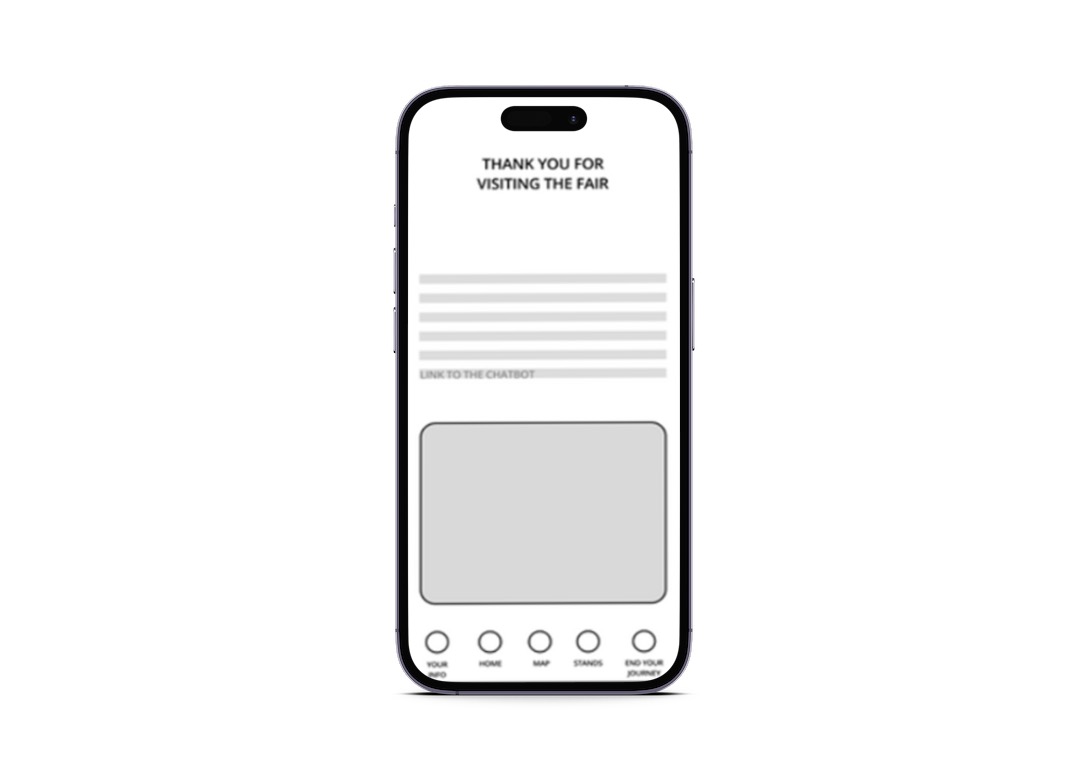 THANK YOU FOR
VISITING THE FAIR
LINK TO THE CHATBOT
YOUR
INFO
HOME
MAP
STANDS
END YOUR
JOURNEY